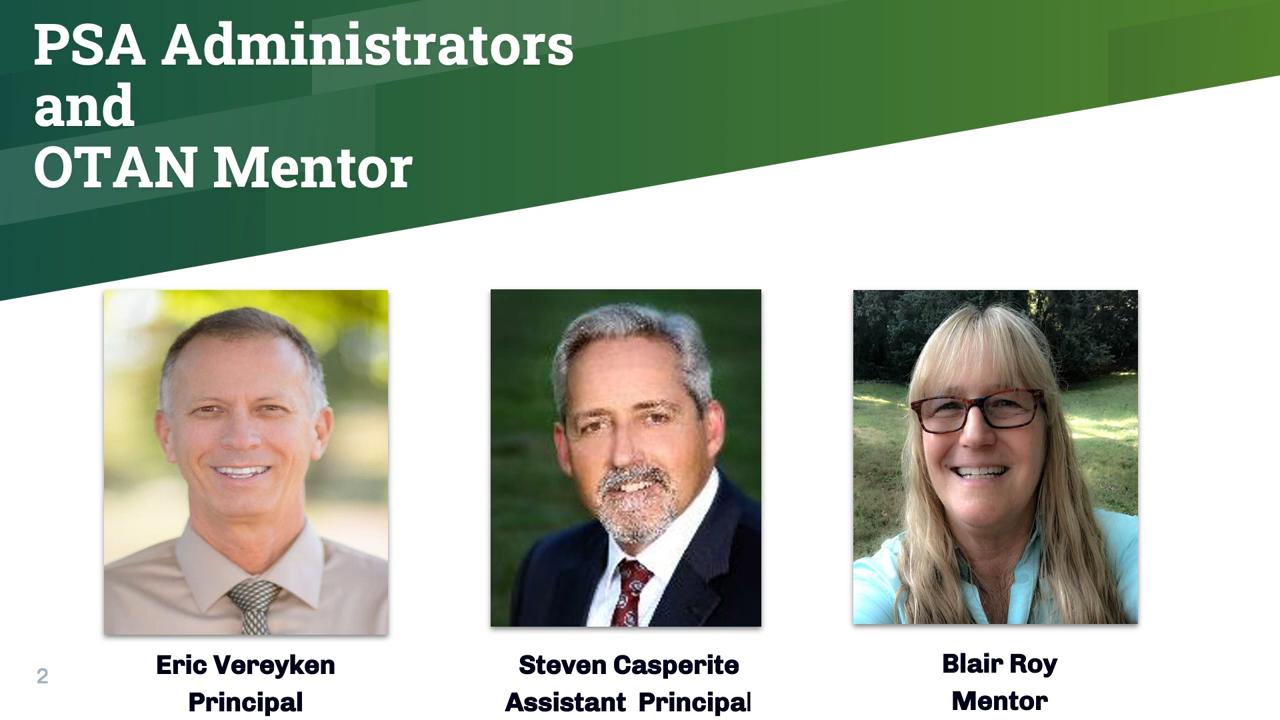 PSA Administrators
and
OTAN Mentor
Eric Vereyken
Principal
Steven Casperite
Assistant Principal
Blair Roy
Mentor
2